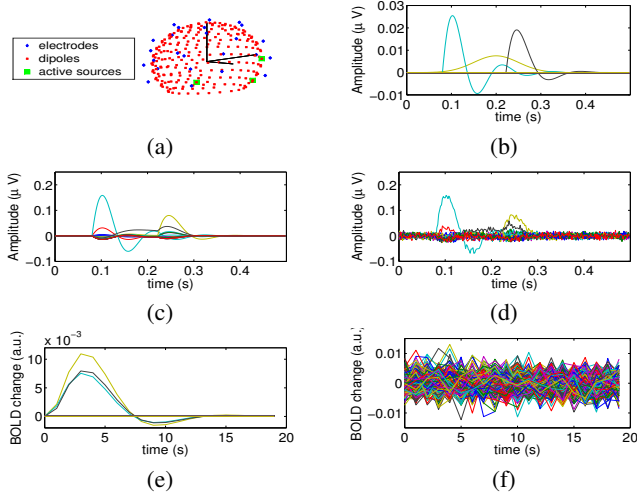 electrodes
dipoles
active sources
(a)
0.03
0.02
0.01
0
−0.01
Amplitude (μ V)
0.1 0.2 0.3 0.4
time (s)
(b)
0.2
0.1
0
−0.1
Amplitude (μ V)
0 0.1 0.2 0.3 0.4
time (s)
(c)
0.2
0.1
0
−0.1
Amplitude (μ V)
0 0.1 0.2 0.3 0.4
time (s)
(d)
x 10⁻³
10
5
0
BOLD change (a.u.)
0 5 10 15 20
time (s)
(e)
0.01
0
−0.01
BOLD change (a.u.)
0 5 10 15 20
time (s)
(f)